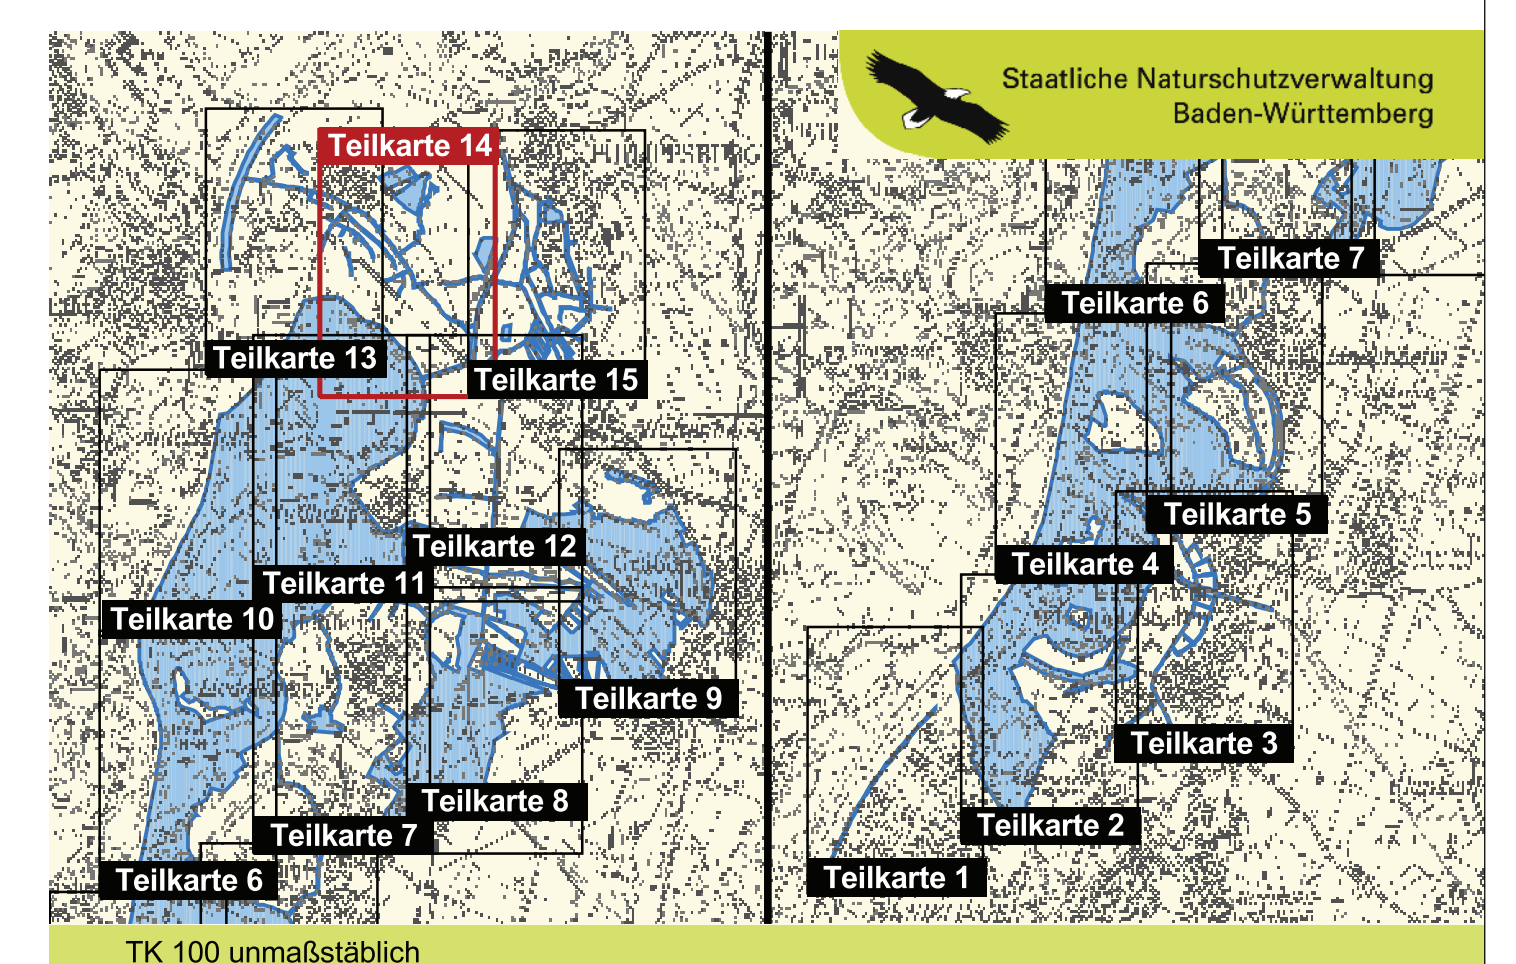 Staatliche Naturschutzverwaltung
Baden-Württemberg
Teilkarte 14
Teilkarte 13
Teilkarte 15
Teilkarte 12
Teilkarte 11
Teilkarte 10
Teilkarte 9
Teilkarte 8
Teilkarte 7
Teilkarte 6
Teilkarte 7
Teilkarte 6
Teilkarte 5
Teilkarte 4
Teilkarte 3
Teilkarte 2
Teilkarte 1
TK 100 unmaßstäblich